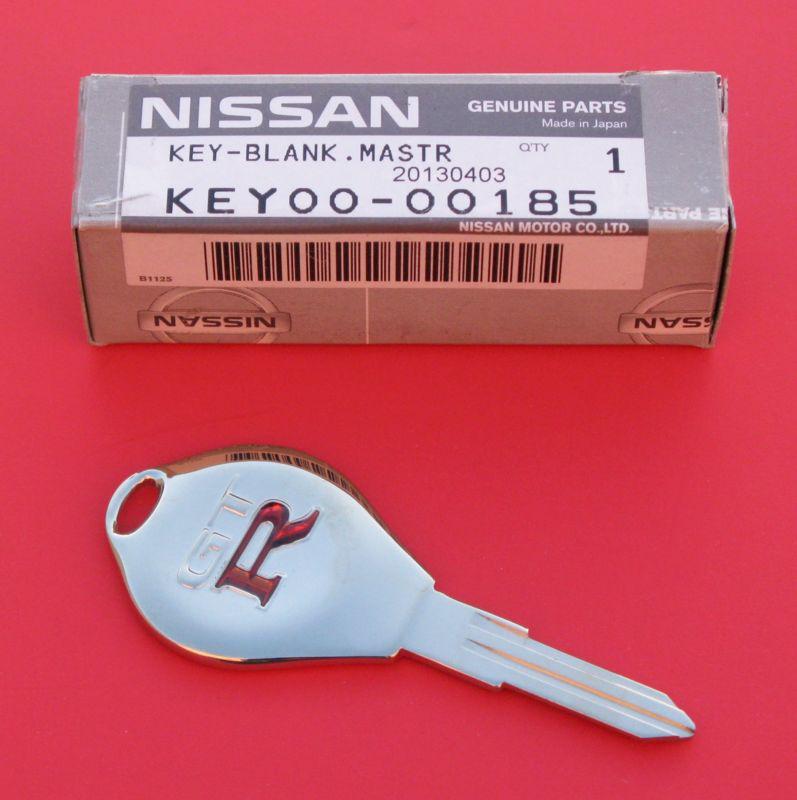 NISSAN
GENUINE PARTS
Made in Japan
KEY-BLANK.MASTR
Q'TY
1
20130403
KEY00-00185
NISSAN MOTOR CO.,LTD.
E PARTS
B1125
NISSAN
NISSAN
GT
R